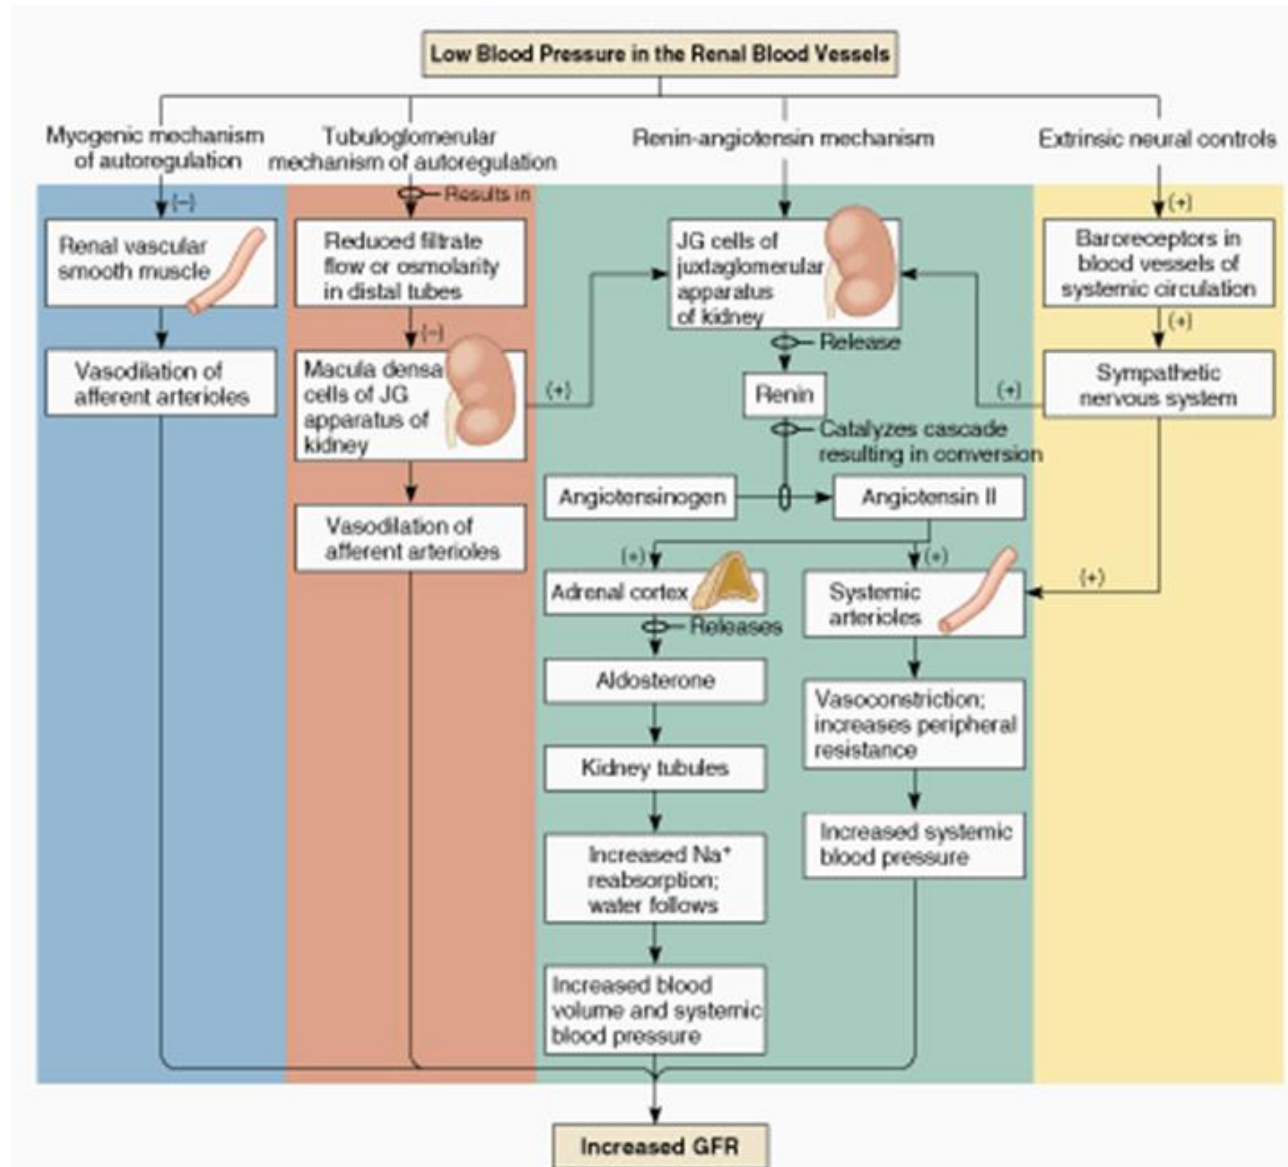 Low Blood Pressure in the Renal Blood Vessels
Myogenic mechanism
of autoregulation
Tubuloglomerular
mechanism of autoregulation
Renin-angiotensin mechanism
Extrinsic neural controls
(–)
Renal vascular
smooth muscle
Vasodilation of
afferent arterioles
Results in
Reduced filtrate
flow or osmolarity
in distal tubes
(–)
Macula densa
cells of JG
apparatus of
kidney
(+)
Vasodilation of
afferent arterioles
JG cells of
juxtaglomerular
apparatus
of kidney
Release
Renin
Catalyzes cascade
resulting in conversion
Angiotensinogen
Angiotensin II
(+)
(+)
Adrenal cortex
Releases
Aldosterone
Kidney tubules
Increased Na⁺
reabsorption;
water follows
Increased blood
volume and systemic
blood pressure
Systemic
arterioles
Vasoconstriction;
increases peripheral
resistance
Increased systemic
blood pressure
(+)
Baroreceptors in
blood vessels of
systemic circulation
(+)
Sympathetic
nervous system
(+)
(+)
Increased GFR